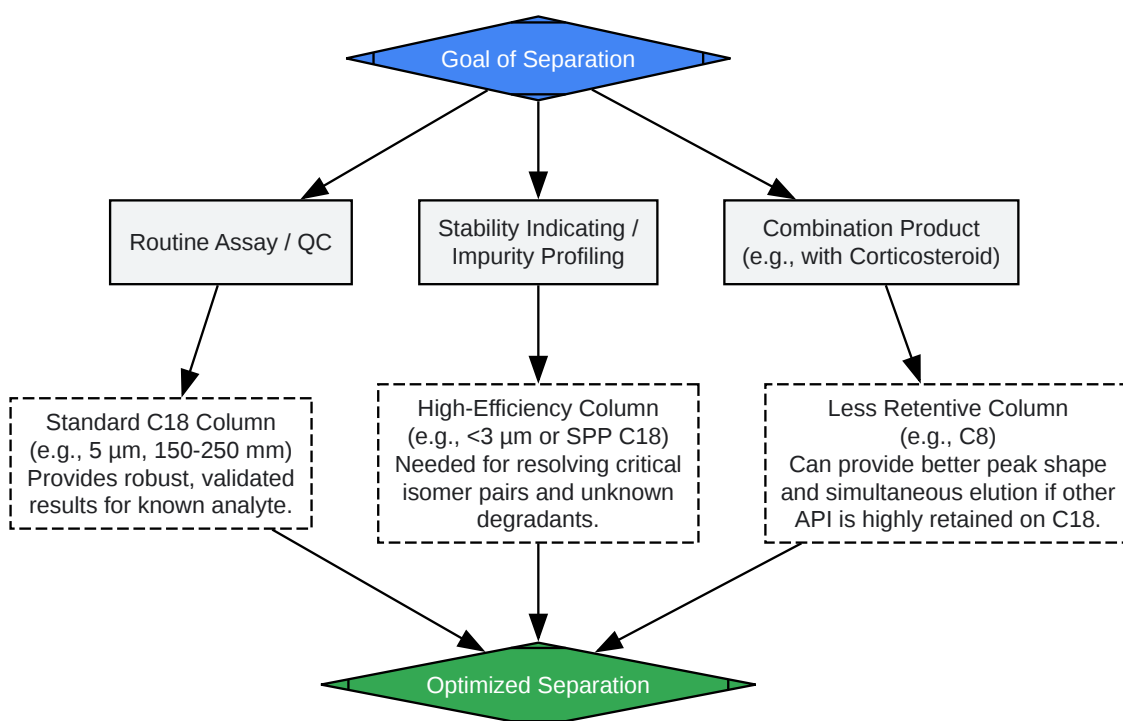 Goal of Separation
Routine Assay / QC
Stability Indicating /
Impurity Profiling
Combination Product
(e.g., with Corticosteroid)
Standard C18 Column
(e.g., 5 µm, 150-250 mm)
Provides robust, validated
results for known analyte.
High-Efficiency Column
(e.g., <3 µm or SPP C18)
Needed for resolving critical
isomer pairs and unknown
degradants.
Less Retentive Column
(e.g., C8)
Can provide better peak shape
and simultaneous elution if other
API is highly retained on C18.
Optimized Separation